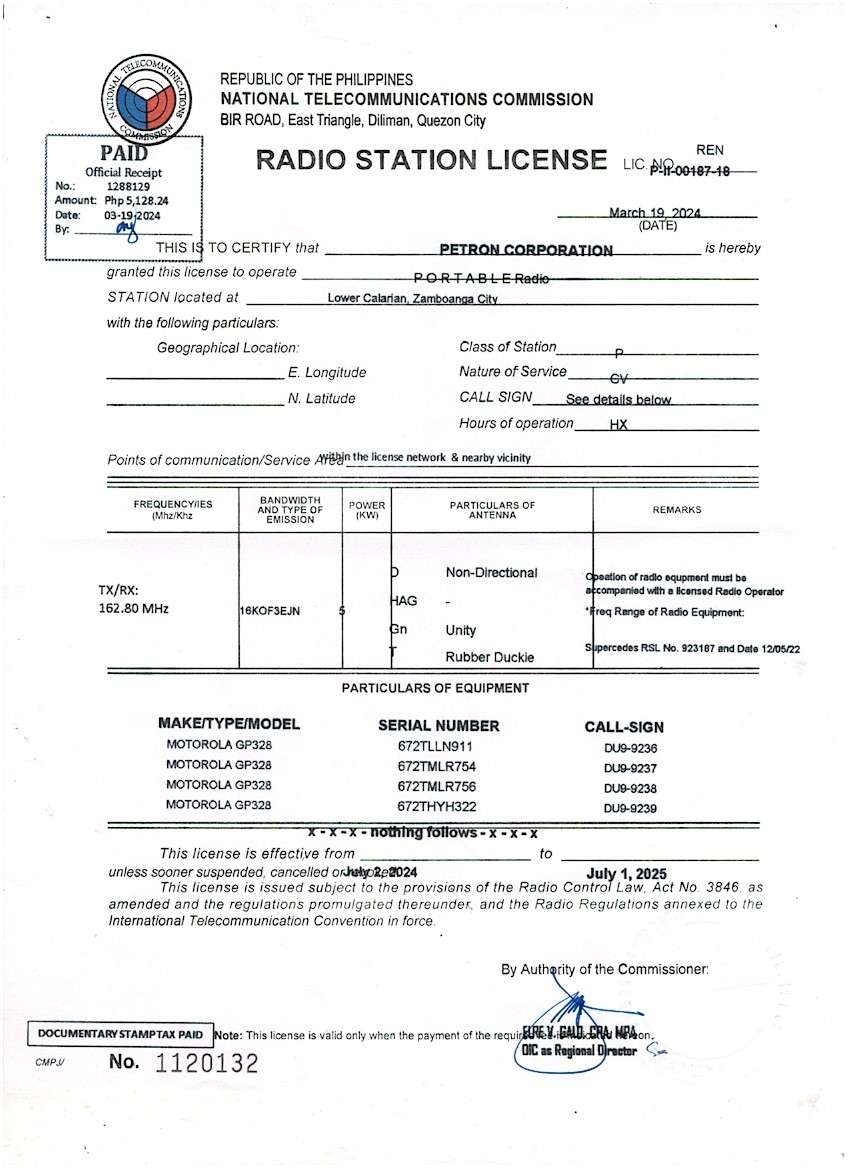 NATIONAL TELECOMMUNICATIONS COMMISSION
REPUBLIC OF THE PHILIPPINES
NATIONAL TELECOMMUNICATIONS COMMISSION
BIR ROAD, East Triangle, Diliman, Quezon City
PAID
Official Receipt
No.: 1288129
Amount: Php 5,128.24
Date: 03-19-2024
By:
RADIO STATION LICENSE
REN
LIC. NO. P-II-00187-18
March 19, 2024
(DATE)
THIS IS TO CERTIFY that PETRON CORPORATION is hereby
granted this license to operate P O R T A B L E Radio
STATION located at Lower Calarian, Zamboanga City
with the following particulars:
Geographical Location:
E. Longitude
N. Latitude
Class of Station P
Nature of Service CV
CALL SIGN See details below
Hours of operation HX
Points of communication/Service Area within the license network & nearby vicinity
FREQUENCY/IES
(Mhz/Khz
BANDWIDTH
AND TYPE OF
EMISSION
POWER
(KW)
PARTICULARS OF
ANTENNA
REMARKS
TX/RX:
162.80 MHz
16KOF3EJN
5
D Non-Directional
HAG -
Gn Unity
T Rubber Duckie
Opeation of radio equpment must be
accompanied with a licensed Radio Operator
*Freq Range of Radio Equipment:
Supercedes RSL No. 923187 and Date 12/05/22
PARTICULARS OF EQUIPMENT
MAKE/TYPE/MODEL SERIAL NUMBER CALL-SIGN
MOTOROLA GP328 672TLLN911 DU9-9236
MOTOROLA GP328 672TMLR754 DU9-9237
MOTOROLA GP328 672TMLR756 DU9-9238
MOTOROLA GP328 672THYH322 DU9-9239
x - x - x - nothing follows - x - x - x
This license is effective from to
unless sooner suspended, cancelled or July 2, 2024 July 1, 2025
This license is issued subject to the provisions of the Radio Control Law, Act No. 3846, as
amended and the regulations promulgated thereunder, and the Radio Regulations annexed to the
International Telecommunication Convention in force.
By Authority of the Commissioner:
DOCUMENTARY STAMP TAX PAID
Note: This license is valid only when the payment of the required fee is
OIC as Regional Director
CMPJ/
No. 1120132